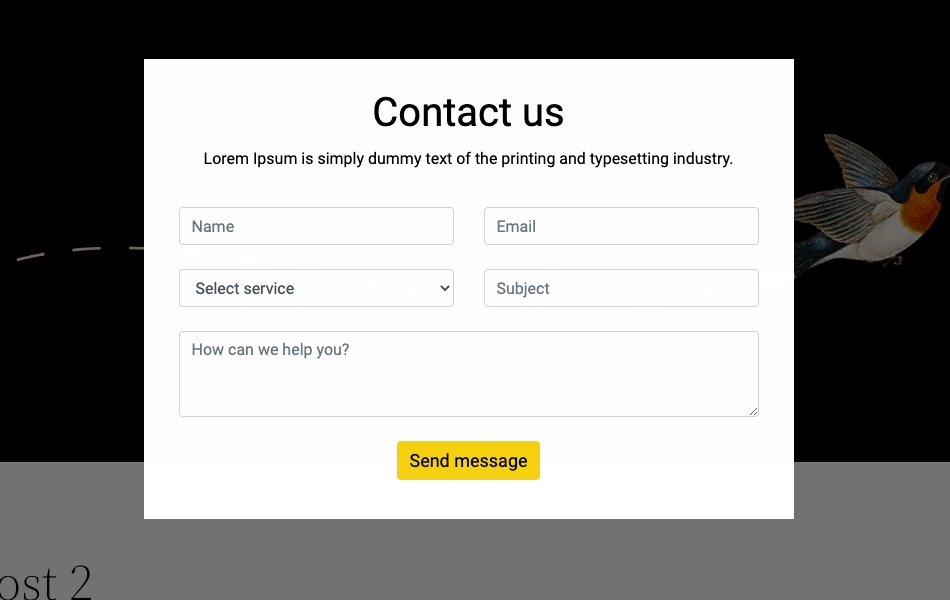 Contact us
Lorem Ipsum is simply dummy text of the printing and typesetting industry.
Name
Email
Select service
Subject
How can we help you?
Send message
ost 2